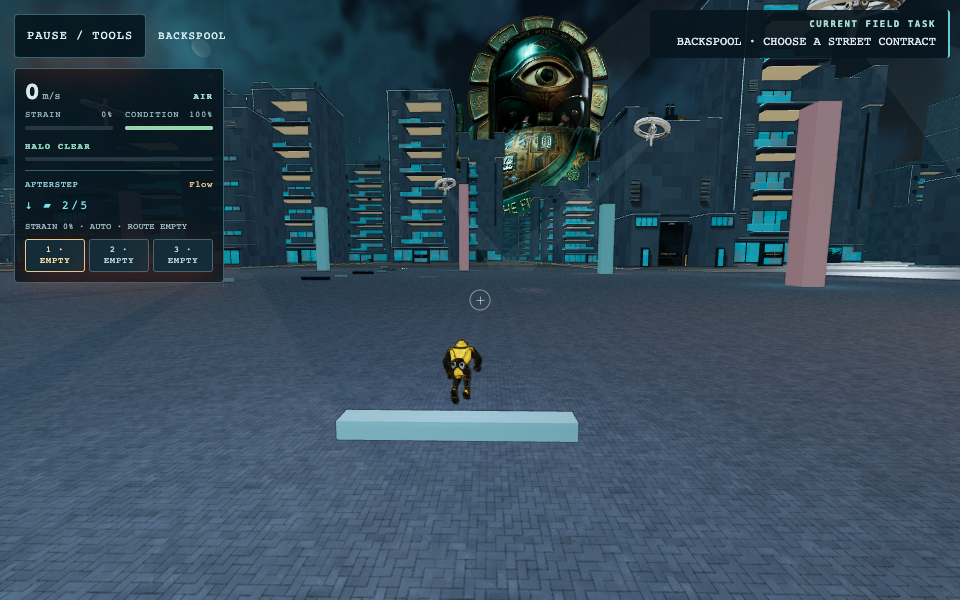 PAUSE / TOOLS
BACKSPOOL
CURRENT FIELD TASK
BACKSPOOL · CHOOSE A STREET CONTRACT
0 m/s
AIR
STRAIN 0%
CONDITION 100%
HALO CLEAR
AFTERSTEP
Flow
↓ ▰ 2/5
STRAIN 0% · AUTO · ROUTE EMPTY
1 ·
EMPTY
2 ·
EMPTY
3 ·
EMPTY